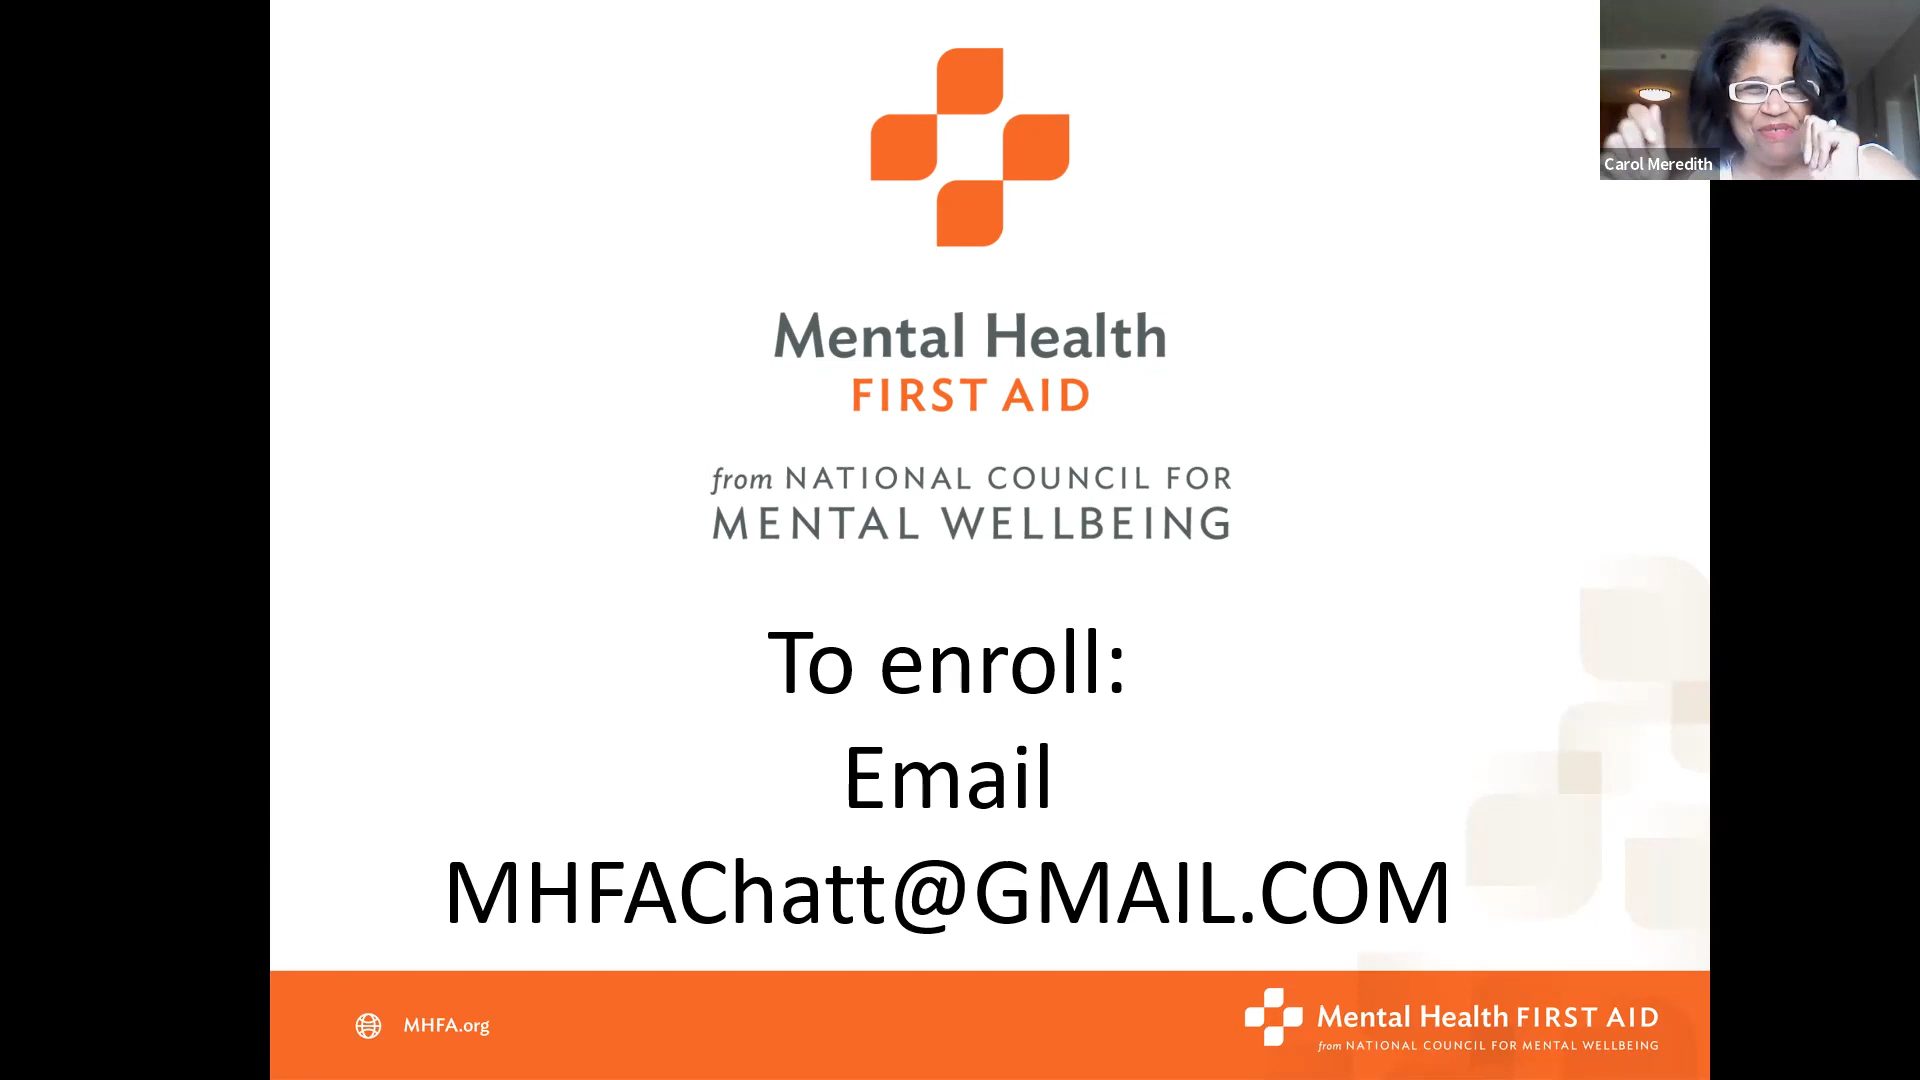 Carol Meredith
Mental Health
FIRST AID
from NATIONAL COUNCIL FOR
MENTAL WELLBEING
To enroll:
Email
MHFAChatt@GMAIL.COM
MHFA.org
Mental Health FIRST AID
from NATIONAL COUNCIL FOR MENTAL WELLBEING